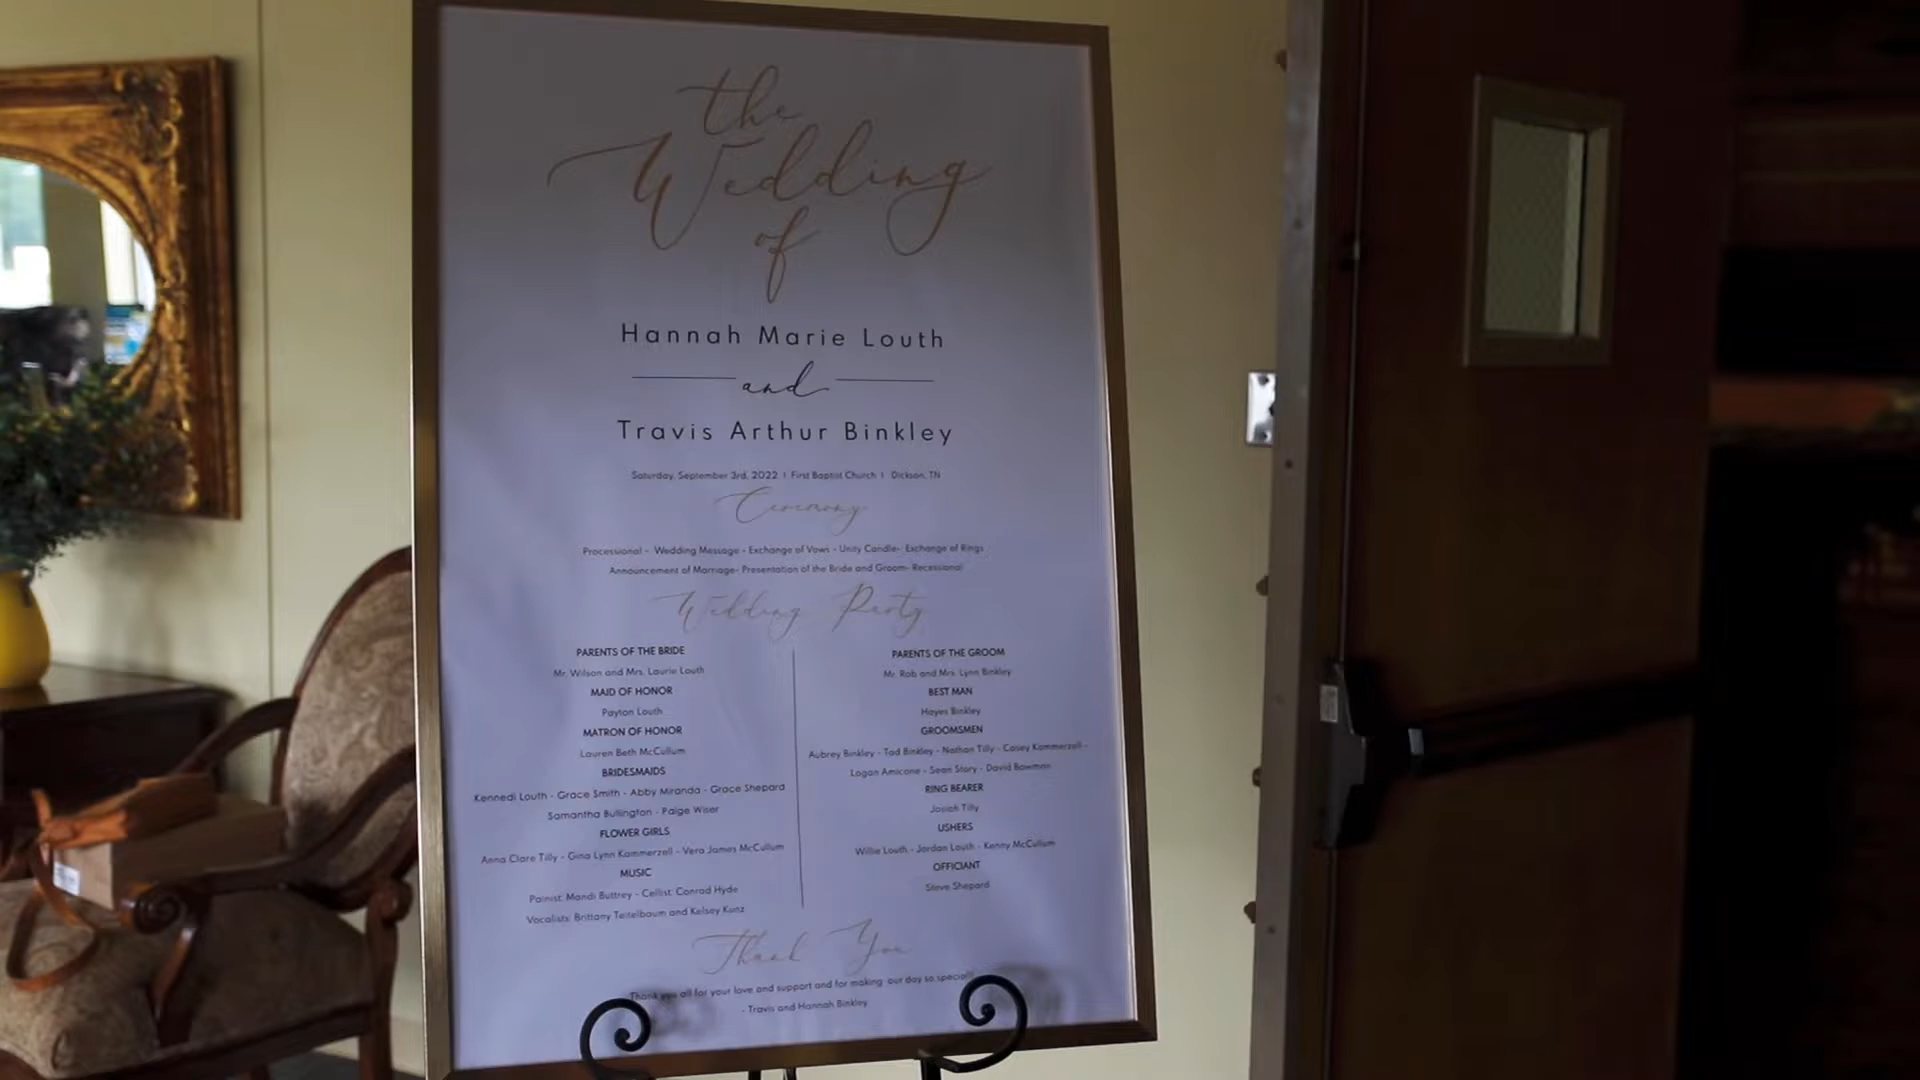 the
Wedding
of
Hannah Marie Louth
and
Travis Arthur Binkley
Saturday, September 3rd, 2022 | First Baptist Church | Dickson, TN
Ceremony
Processional - Wedding Message - Exchange of Vows - Unity Candle- Exchange of Rings
Announcement of Marriage- Presentation of the Bride and Groom- Recessional
Wedding Party
PARENTS OF THE BRIDE
Mr. Wilson and Mrs. Laurie Louth
MAID OF HONOR
Payton Louth
MATRON OF HONOR
Lauren Beth McCullum
BRIDESMAIDS
Kennedi Louth - Grace Smith - Abby Miranda - Grace Shepard
Samantha Bullington - Paige Wiser
FLOWER GIRLS
Anna Clare Tilly - Gina Lynn Kammerzell - Vera James McCullum
MUSIC
Painist: Mandi Buttrey - Cellist: Conrad Hyde
Vocalists: Brittany Teitelbaum and Kelsey Kunz
PARENTS OF THE GROOM
Mr. Rob and Mrs. Lynn Binkley
BEST MAN
Hayes Binkley
GROOMSMEN
Aubrey Binkley - Tad Binkley - Nathan Tilly - Casey Kammerzell -
Logan Amicone - Sean Story - David Bowman
RING BEARER
Josiah Tilly
USHERS
Willie Louth - Jordan Louth - Kenny McCullum
OFFICIANT
Steve Shepard
Thank You
Thank you all for your love and support and for making our day so special!
- Travis and Hannah Binkley